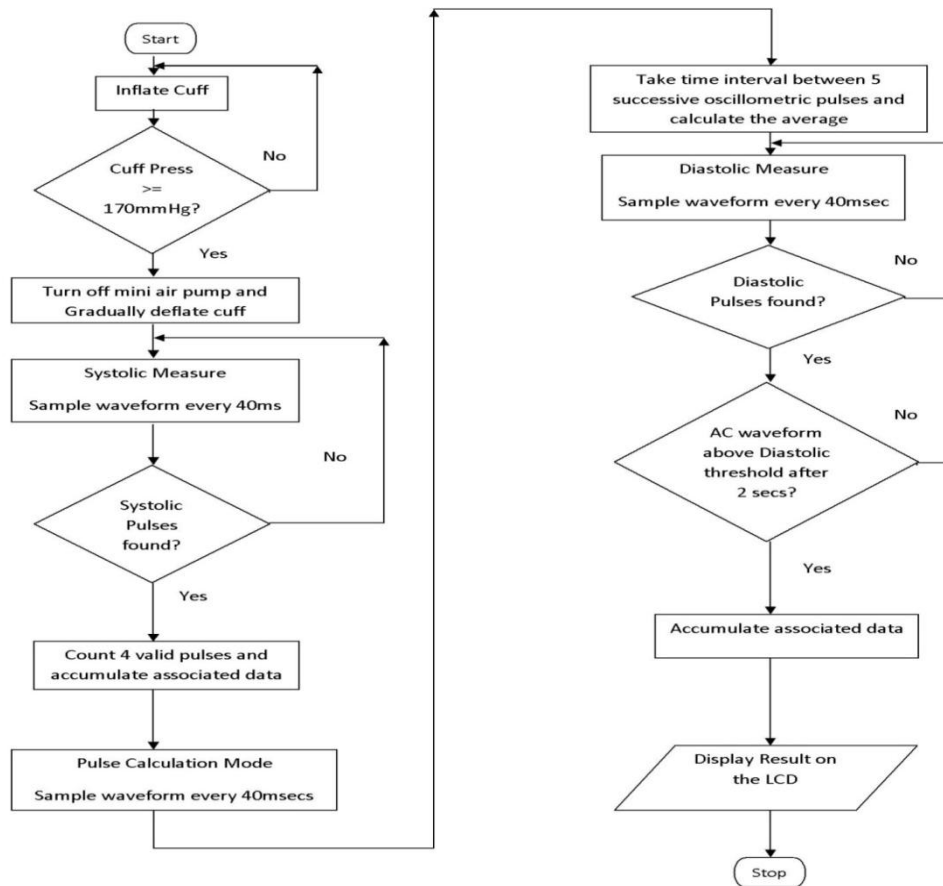 Start
Inflate Cuff
Cuff Press
>=
170mmHg?
No
Yes
Turn off mini air pump and
Gradually deflate cuff
Systolic Measure
Sample waveform every 40ms
No
Systolic
Pulses
found?
Yes
Count 4 valid pulses and
accumulate associated data
Pulse Calculation Mode
Sample waveform every 40msecs
Take time interval between 5
successive oscillometric pulses and
calculate the average
Diastolic Measure
Sample waveform every 40msec
No
Diastolic
Pulses found?
Yes
No
AC waveform
above Diastolic
threshold after
2 secs?
Yes
Accumulate associated data
Display Result on
the LCD
Stop